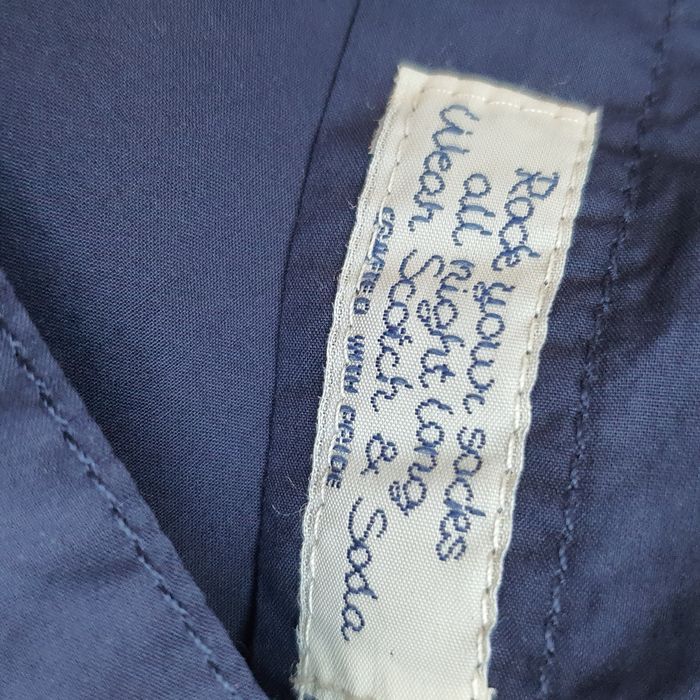 Rock your socks
all night long
Wear Scotch & Soda
CRAFTED WITH PRIDE